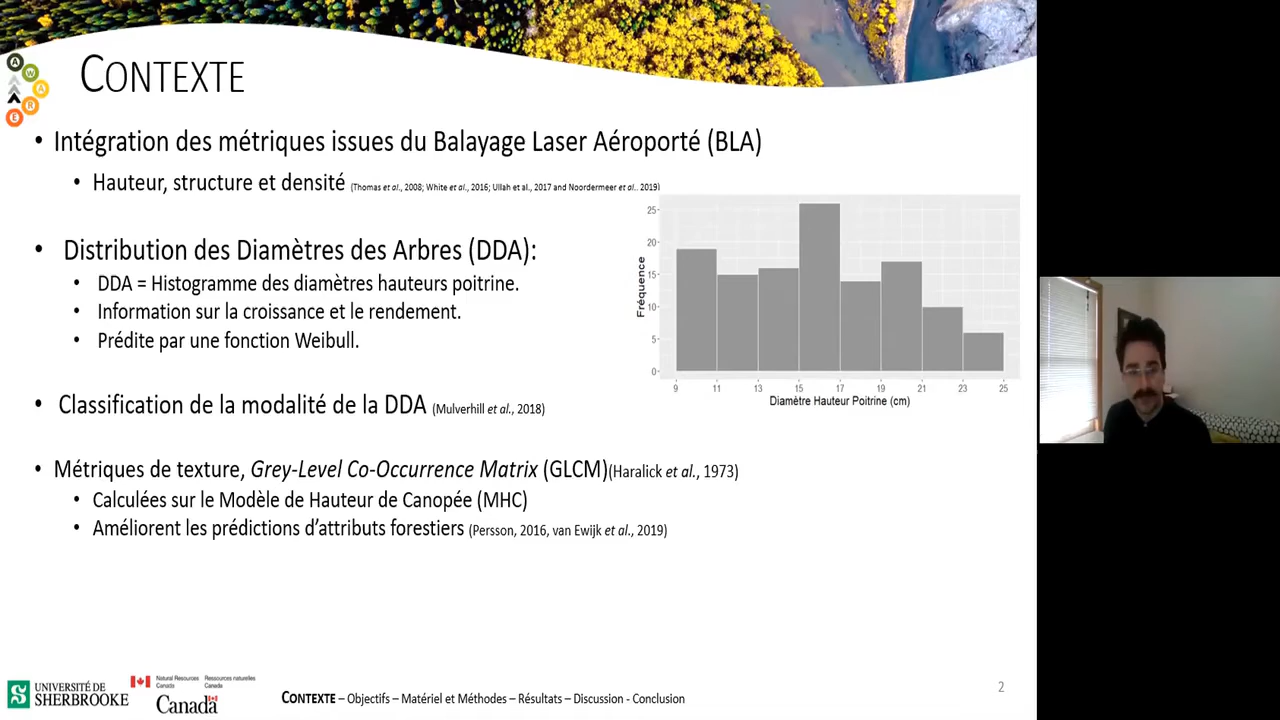 CONTEXTE
A
W
A
R
E
• Intégration des métriques issues du Balayage Laser Aéroporté (BLA)
• Hauteur, structure et densité (Thomas et al., 2008; White et al., 2016; Ullah et al., 2017 and Noordermeer et al.. 2019)
• Distribution des Diamètres des Arbres (DDA):
• DDA = Histogramme des diamètres hauteurs poitrine.
• Information sur la croissance et le rendement.
• Prédite par une fonction Weibull.
25
20
15
10
5
0
Fréquence
9 11 13 15 17 19 21 23 25
Diamètre Hauteur Poitrine (cm)
• Classification de la modalité de la DDA (Mulverhill et al., 2018)
• Métriques de texture, Grey-Level Co-Occurrence Matrix (GLCM)(Haralick et al., 1973)
• Calculées sur le Modèle de Hauteur de Canopée (MHC)
• Améliorent les prédictions d'attributs forestiers (Persson, 2016, van Ewijk et al., 2019)
2
UNIVERSITÉ DE
SHERBROOKE
Natural Resources Ressources naturelles
Canada Canada
Canada
CONTEXTE – Objectifs – Matériel et Méthodes – Résultats – Discussion - Conclusion